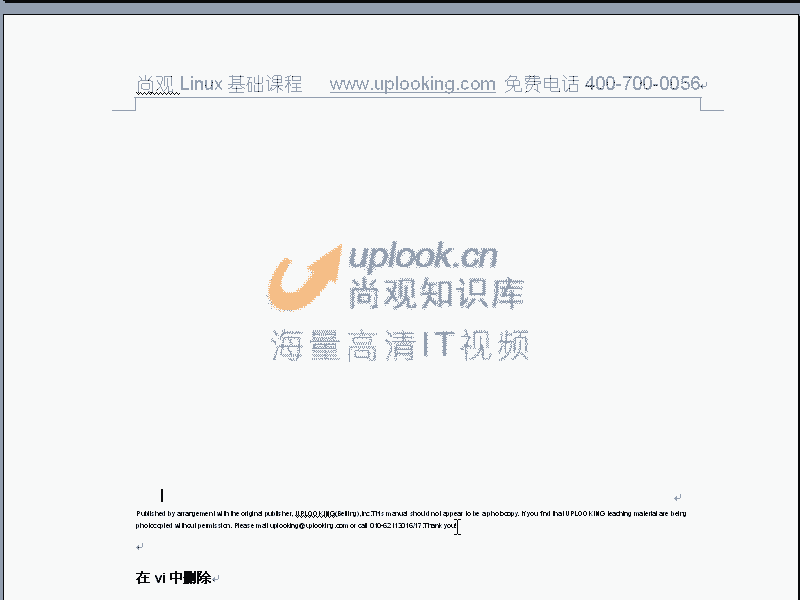 尚观 Linux 基础课程 www.uplooking.com 免费电话 400-700-0056
uplook.cn
尚观知识库
海量高清IT视频
Published by arrangement with the original publisher, UPLOOKING(Beijing),Inc.This manual should not appear to be a photocopy. If you find that UPLOOKING teaching material are being
photocopied without permission. Please mail uplooking@uplooking.com or call 010-62113016/17.Thank you!
在 vi 中删除